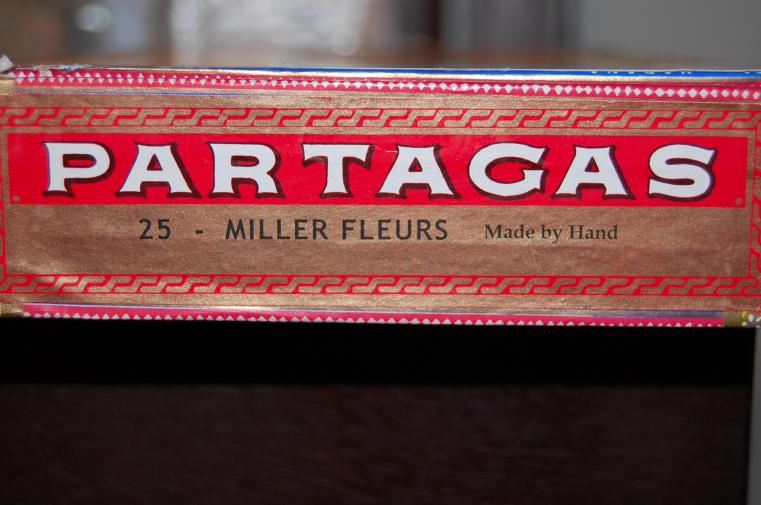 PARTAGAS
25 - MILLER FLEURS Made by Hand